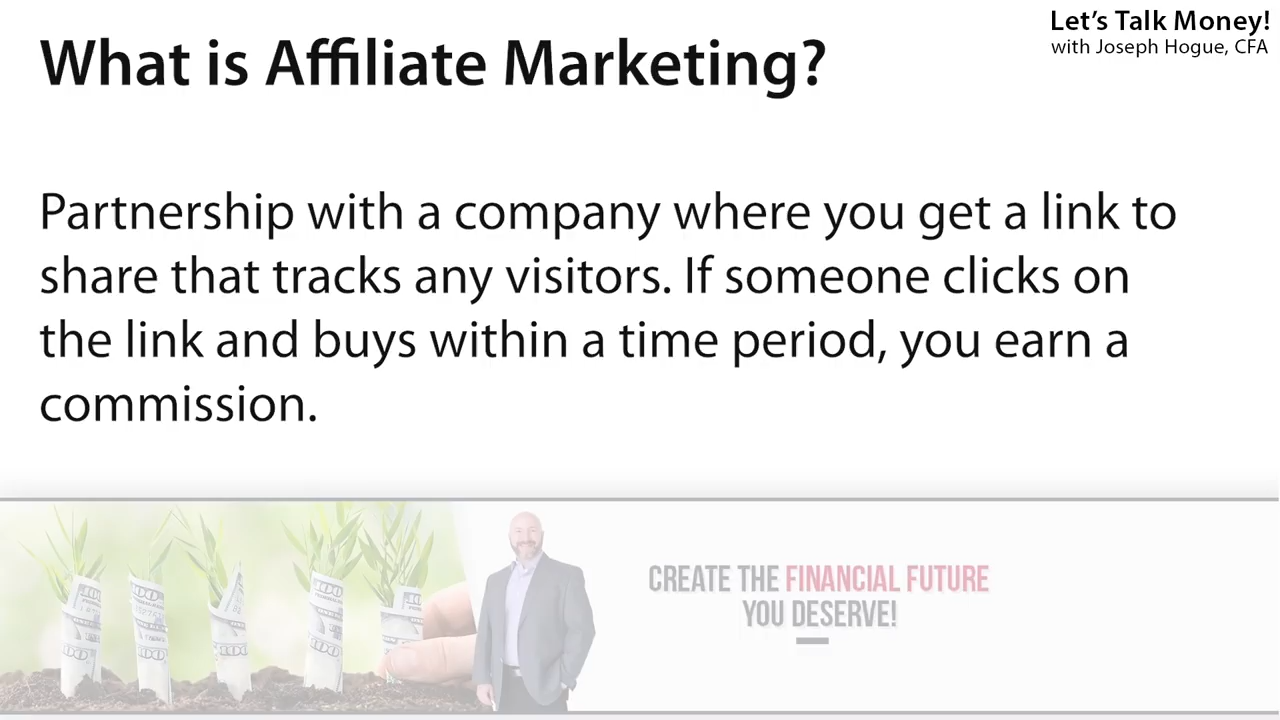 Let's Talk Money!
with Joseph Hogue, CFA
What is Affiliate Marketing?
Partnership with a company where you get a link to
share that tracks any visitors. If someone clicks on
the link and buys within a time period, you earn a
commission.
CREATE THE FINANCIAL FUTURE
YOU DESERVE!